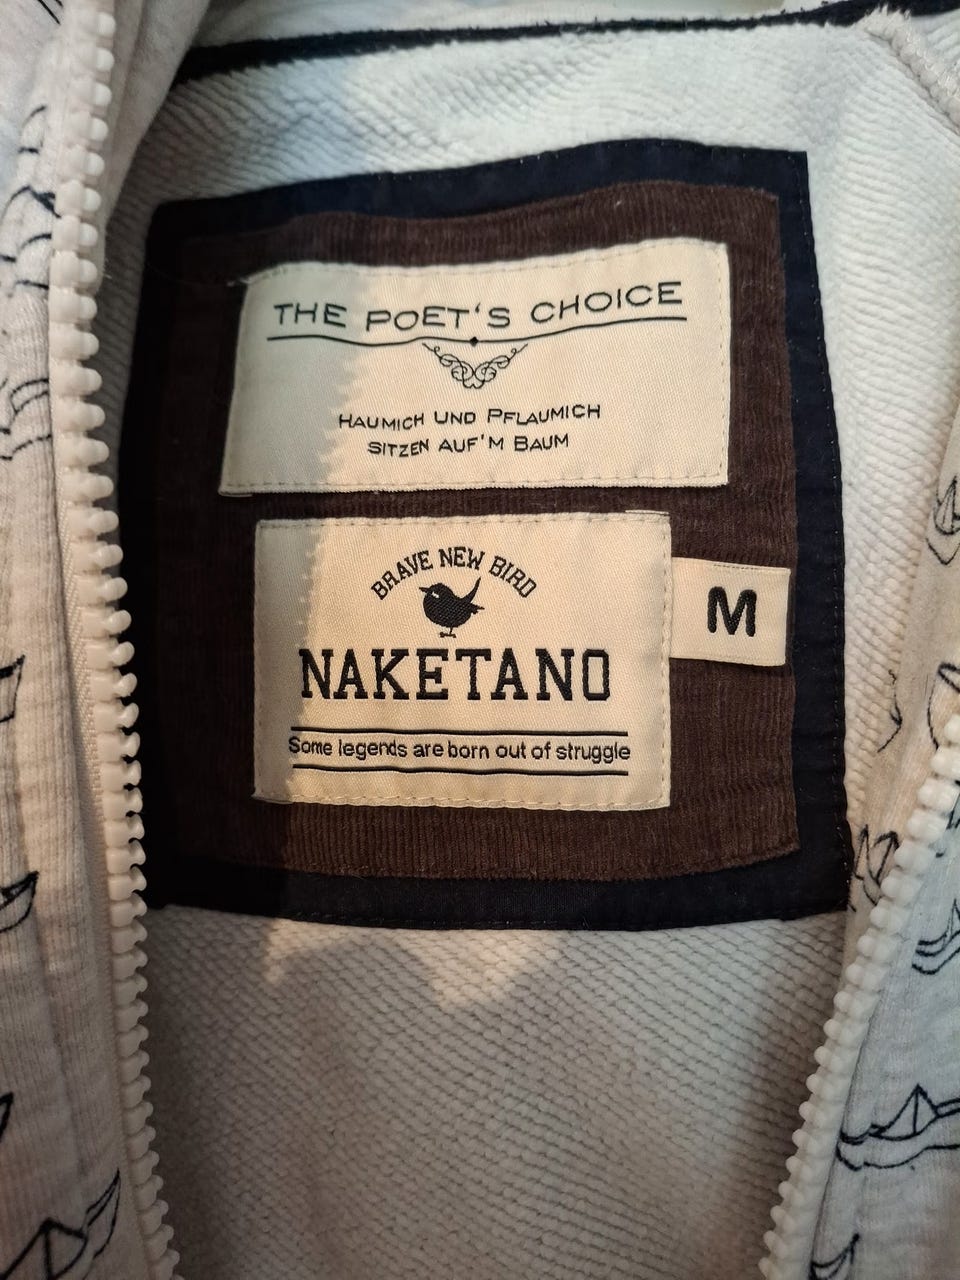 THE POET'S CHOICE
HAUMICH UND PFLAUMICH
SITZEN AUF'M BAUM
BRAVE NEW BIRD
NAKETANO
Some legends are born out of struggle
M